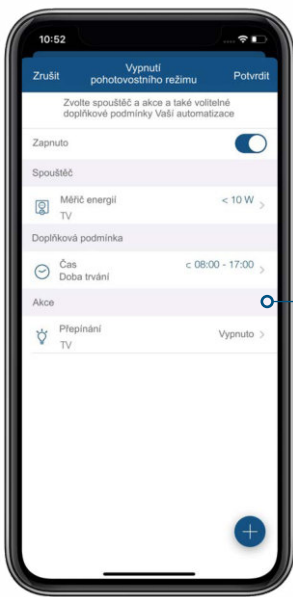 10:52
Zrušit
Vypnutí
pohotovostního režimu
Potvrdit
Zvolte spouštěč a akce a také volitelné
doplňkové podmínky Vaší automatizace
Zapnuto
Spouštěč
Měřič energií
< 10 W
TV
Doplňková podmínka
Čas
c 08:00 - 17:00
Doba trvání
Akce
Přepínání
Vypnuto
TV